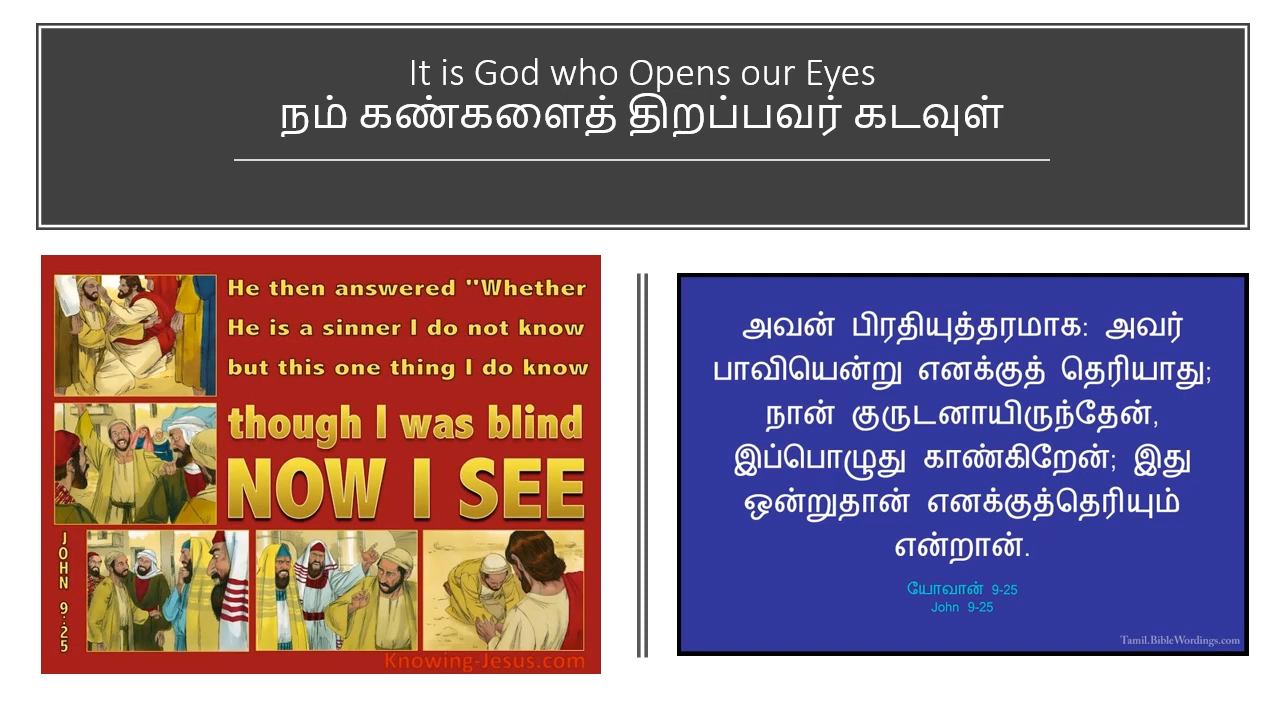 It is God who Opens our Eyes
நம் கண்களைத் திறப்பவர் கடவுள்
He then answered "Whether
He is a sinner I do not know
but this one thing I do know
though I was blind
NOW I SEE
JOHN 9:25
Knowing-Jesus.com
அவன் பிரதியுத்தரமாக: அவர்
பாவியென்று எனக்குத் தெரியாது;
நான் குருடனாயிருந்தேன்,
இப்பொழுது காண்கிறேன்; இது
ஒன்றுதான் எனக்குத்தெரியும்
என்றான்.
யோவான் 9-25
John 9-25
Tamil.BibleWordings.com